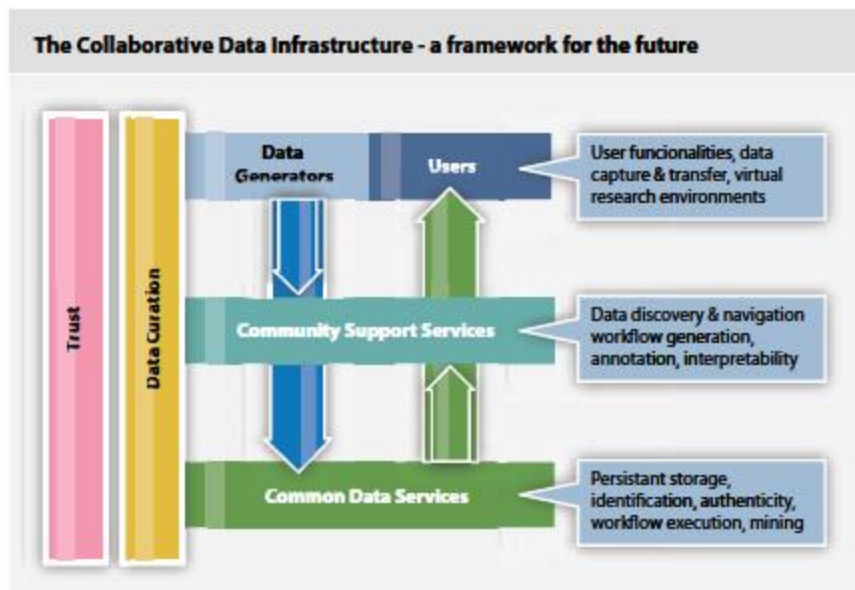 The Collaborative Data Infrastructure - a framework for the future
Trust
Data Curation
Data
Generators
Users
User funcionalities, data
capture & transfer, virtual
research environments
Community Support Services
Data discovery & navigation
workflow generation,
annotation, interpretability
Common Data Services
Persistant storage,
identification, authenticity,
workflow execution, mining